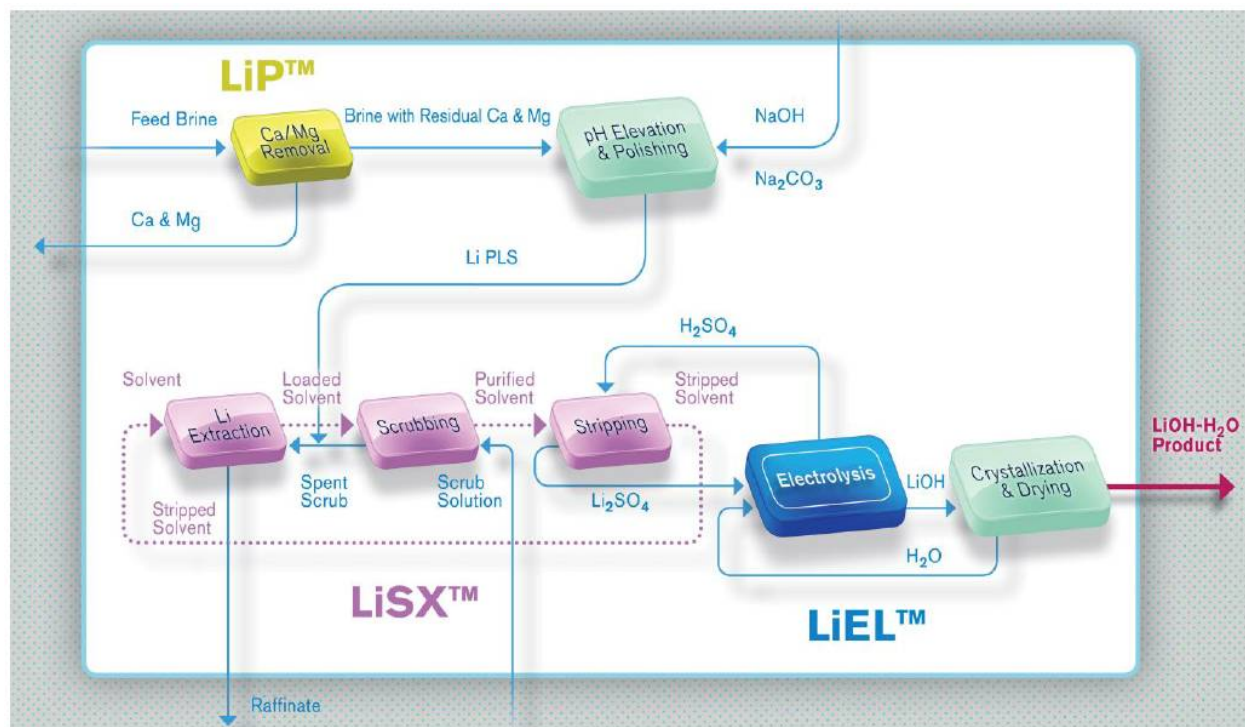 LiP™
Feed Brine
Ca/Mg
Removal
Brine with Residual Ca & Mg
pH Elevation
& Polishing
NaOH
Na₂CO₃
Ca & Mg
Li PLS
H₂SO₄
Solvent
Loaded
Solvent
Purified
Solvent
Stripped
Solvent
Li
Extraction
Scrubbing
Stripping
LiOH-H₂O
Product
Electrolysis
LiOH
Crystallization
& Drying
Spent
Scrub
Scrub
Solution
Li₂SO₄
Stripped
Solvent
H₂O
LiSX™
LiEL™
Raffinate